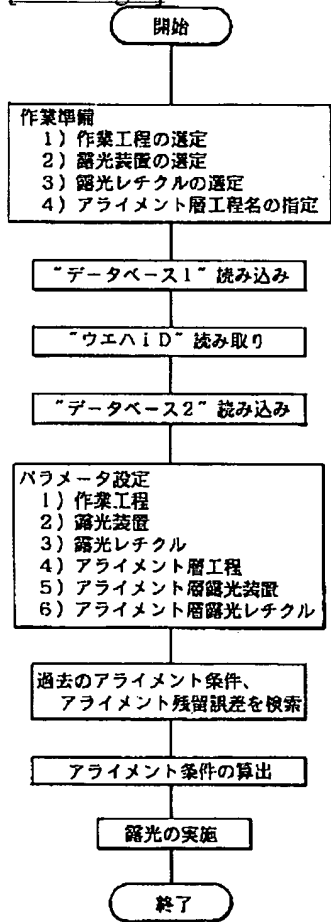 開始
作業準備
1)作業工程の選定
2)露光装置の選定
3)露光レチクルの選定
4)アライメント層工程名の指定
"データベース1"読み込み
"ウエハiD"読み取り
"データベース2"読み込み
パラメータ設定
1)作業工程
2)露光装置
3)露光レチクル
4)アライメント層工程
5)アライメント層露光装置
6)アライメント層露光レチクル
過去のアライメント条件、
アライメント残留誤差を検索
アライメント条件の算出
露光の実施
終了